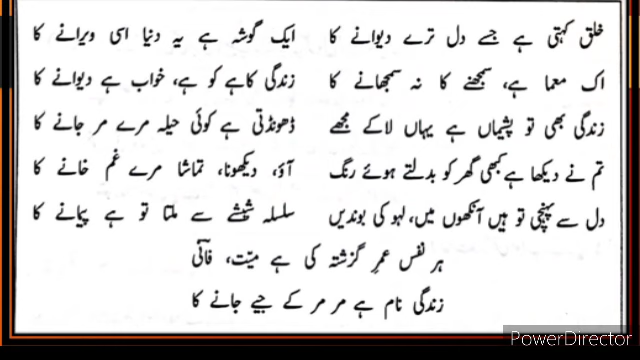 خلق کہتی ہے جسے دل ترے دیوانے کا ایک گوشہ ہے یہ دنیا اسی ویرانے کا
اک معما ہے، سمجھنے کا نہ سمجھانے کا زندگی کاہے کو ہے، خواب ہے دیوانے کا
زندگی بھی تو پشیماں ہے یہاں لاکے مجھے ڈھونڈتی ہے کوئی حیلہ مرے مر جانے کا
تم نے دیکھا ہے کبھی گھر کو بدلتے ہوئے رنگ آؤ، دیکھونا، تماشا مرے غم خانے کا
دل سے پہنچی تو ہیں آنکھوں میں، لہو کی بوندیں سلسلہ شیشے سے ملتا تو ہے پیمانے کا
ہر نفس عمرِ گزشتہ کی ہے میّت، فانی
زندگی نام ہے مر مر کے جیے جانے کا
PowerDirector